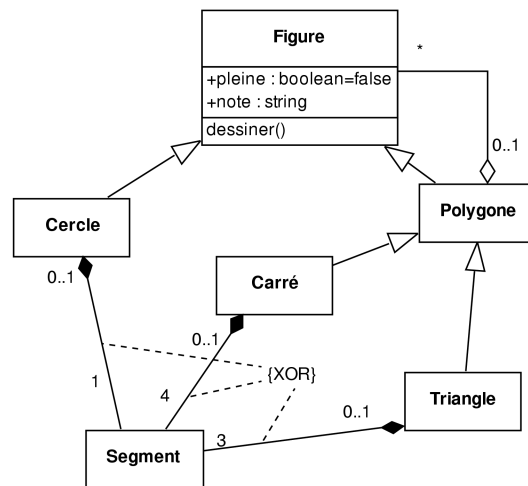 Figure
*
+pleine : boolean=false
+note : string
dessiner()
0..1
Cercle
Polygone
0..1
Carré
0..1
{XOR}
1
4
Triangle
0..1
3
Segment